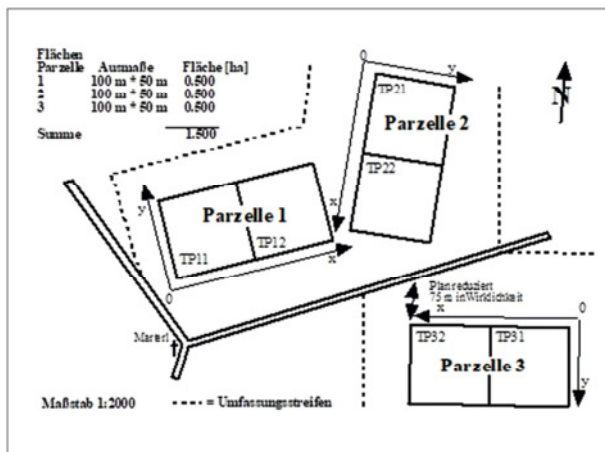 Flächen
Parzelle Ausmaße Fläche [ha]
1 100 m * 50 m 0.500
2 100 m * 50 m 0.500
3 100 m * 50 m 0.500
Summe 1.500
0
y
TP21
Parzelle 2
TP22
x
N
y
Parzelle 1
TP11 TP12
x
0
Marterl
Plan reduziert
75 m in Wirklichkeit
x 0
TP32 TP31
Parzelle 3
y
Maßstab 1:2000 ---- = Umfassungsstreifen